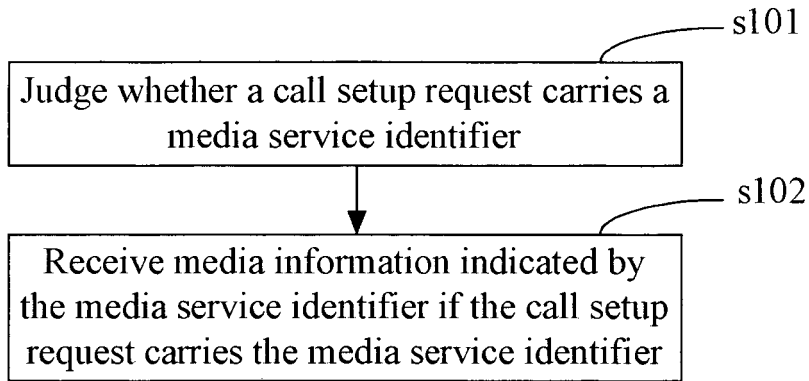 s101
Judge whether a call setup request carries a
media service identifier
s102
Receive media information indicated by
the media service identifier if the call setup
request carries the media service identifier